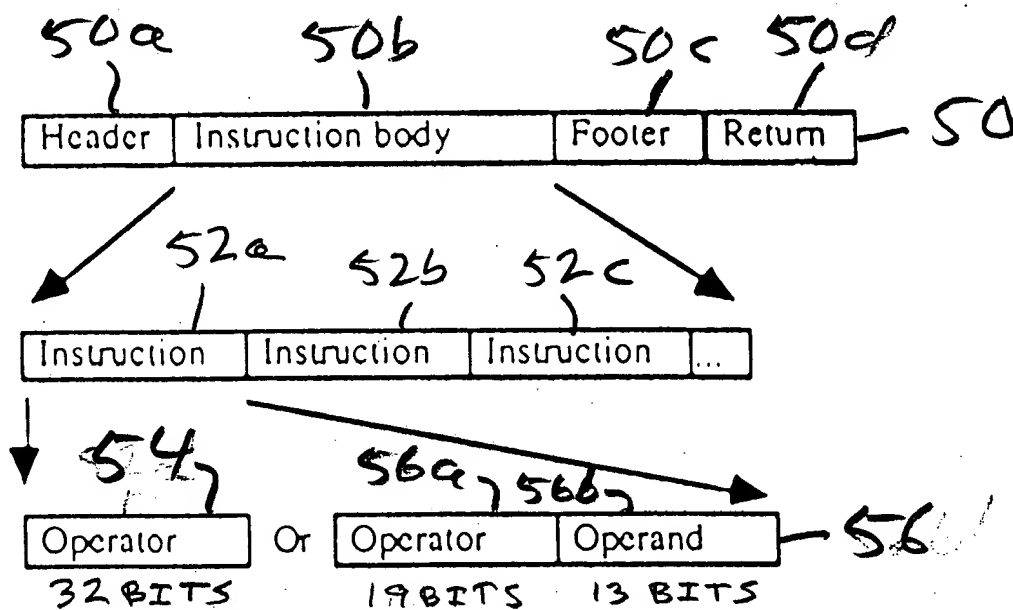 50a 50b 50c 50d
Header Instruction body Footer Return 50
52a 52b 52c
Instruction Instruction Instruction ...
54 56a 56b
Operator Or Operator Operand 56
32 BITS 19 BITS 13 BITS